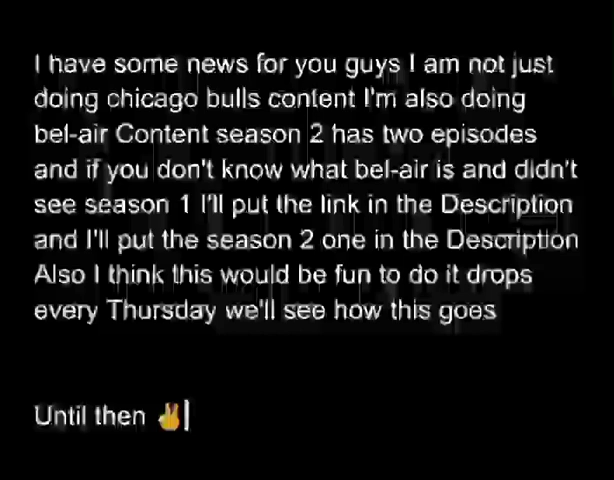 I have some news for you guys I am not just
doing chicago bulls content I'm also doing
bel-air Content season 2 has two episodes
and if you don't know what bel-air is and didn't
see season 1 I'll put the link in the Description
and I'll put the season 2 one in the Description
Also I think this would be fun to do it drops
every Thursday we'll see how this goes
Until then ✌️